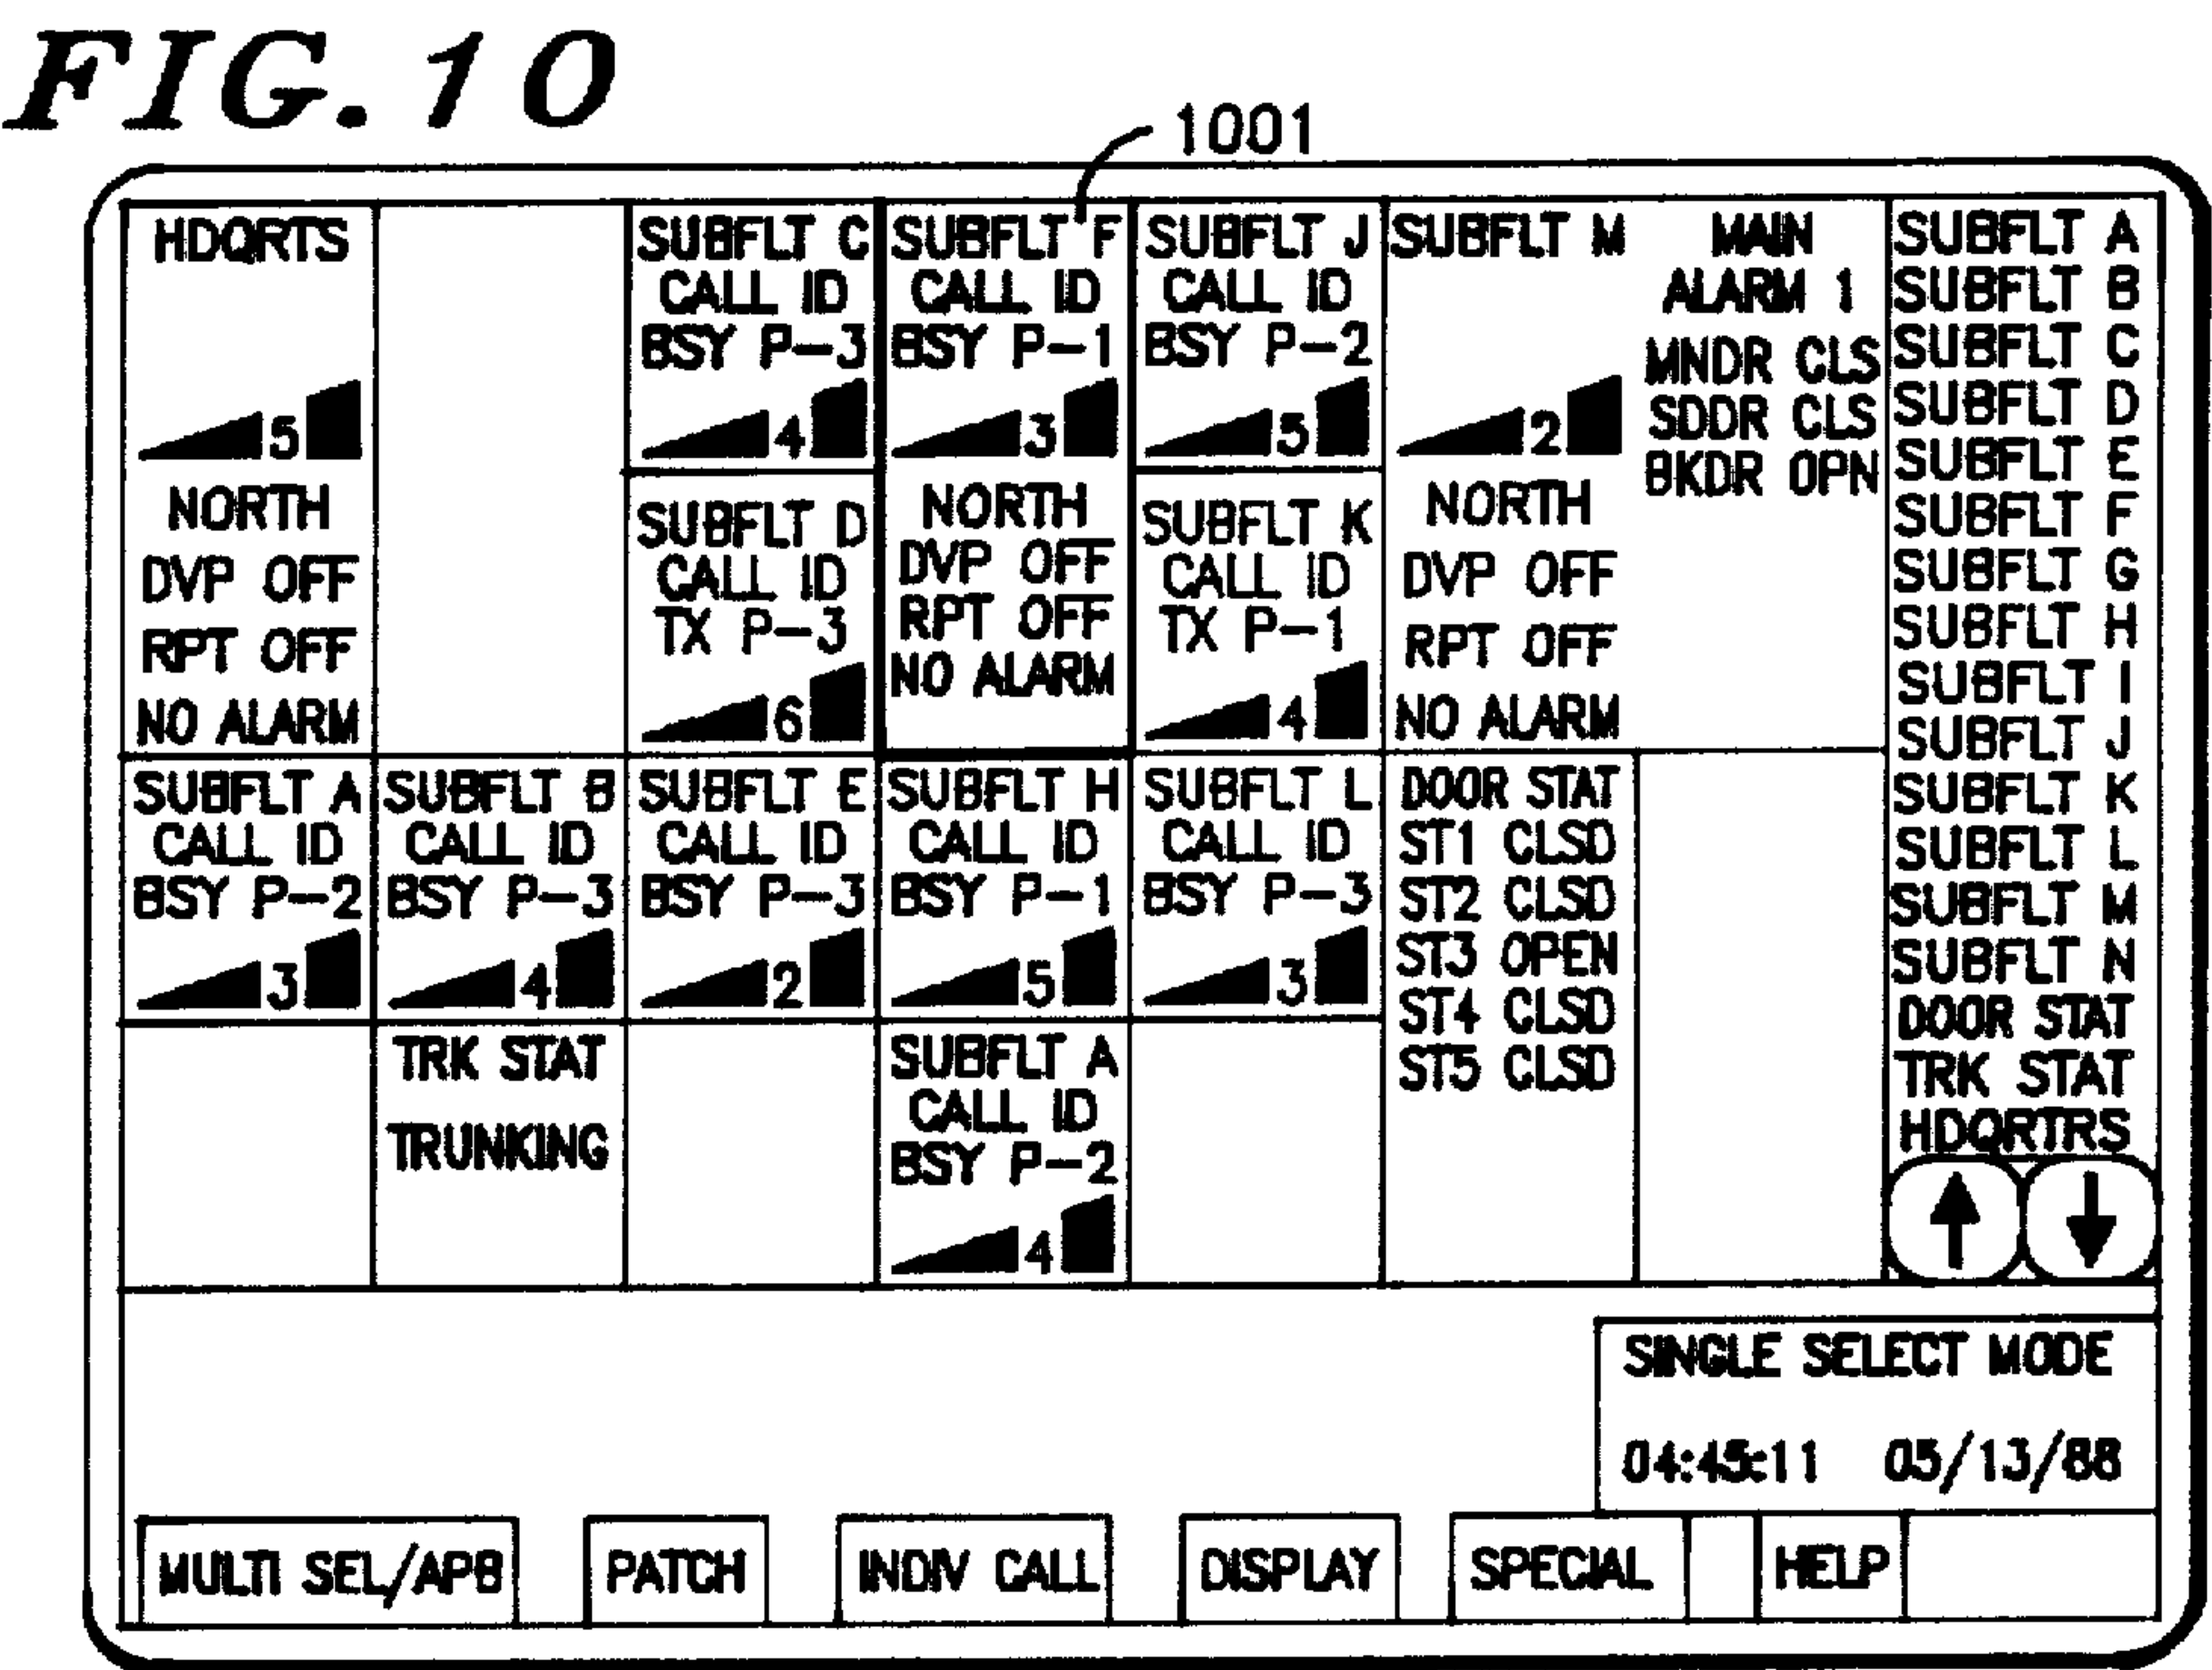 FIG. 10
1001
HDQRTS
5
NORTH
DVP OFF
RPT OFF
NO ALARM
SUBFLT C
CALL ID
BSY P-3
4
SUBFLT D
CALL ID
TX P-3
6
SUBFLT F
CALL ID
BSY P-1
3
NORTH
DVP OFF
RPT OFF
NO ALARM
SUBFLT J
CALL ID
BSY P-2
5
SUBFLT K
CALL ID
TX P-1
4
SUBFLT M
2
NORTH
DVP OFF
RPT OFF
NO ALARM
MAIN
ALARM 1
MNDR CLS
SDDR CLS
BKDR OPN
SUBFLT A
CALL ID
BSY P-2
3
SUBFLT B
CALL ID
BSY P-3
4
SUBFLT E
CALL ID
BSY P-3
2
SUBFLT H
CALL ID
BSY P-1
5
SUBFLT L
CALL ID
BSY P-3
3
DOOR STAT
ST1 CLSD
ST2 CLSD
ST3 OPEN
ST4 CLSD
ST5 CLSD
TRK STAT
TRUNKING
SUBFLT A
CALL ID
BSY P-2
4
SUBFLT A
SUBFLT B
SUBFLT C
SUBFLT D
SUBFLT E
SUBFLT F
SUBFLT G
SUBFLT H
SUBFLT I
SUBFLT J
SUBFLT K
SUBFLT L
SUBFLT M
SUBFLT N
DOOR STAT
TRK STAT
HDQRTRS
SINGLE SELECT MODE
04:45:11 05/13/88
MULTI SEL/APB
PATCH
INDIV CALL
DISPLAY
SPECIAL
HELP